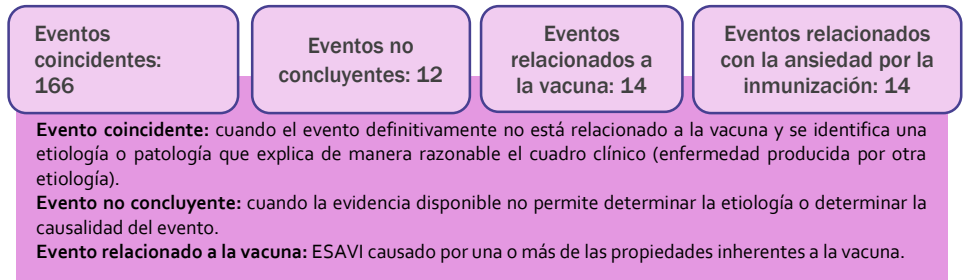 Eventos
coincidentes:
166
Eventos no
concluyentes: 12
Eventos
relacionados a
la vacuna: 14
Eventos relacionados
con la ansiedad por la
inmunización: 14
Evento coincidente: cuando el evento definitivamente no está relacionado a la vacuna y se identifica una
etiología o patología que explica de manera razonable el cuadro clínico (enfermedad producida por otra
etiología).
Evento no concluyente: cuando la evidencia disponible no permite determinar la etiología o determinar la
causalidad del evento.
Evento relacionado a la vacuna: ESAVI causado por una o más de las propiedades inherentes a la vacuna.